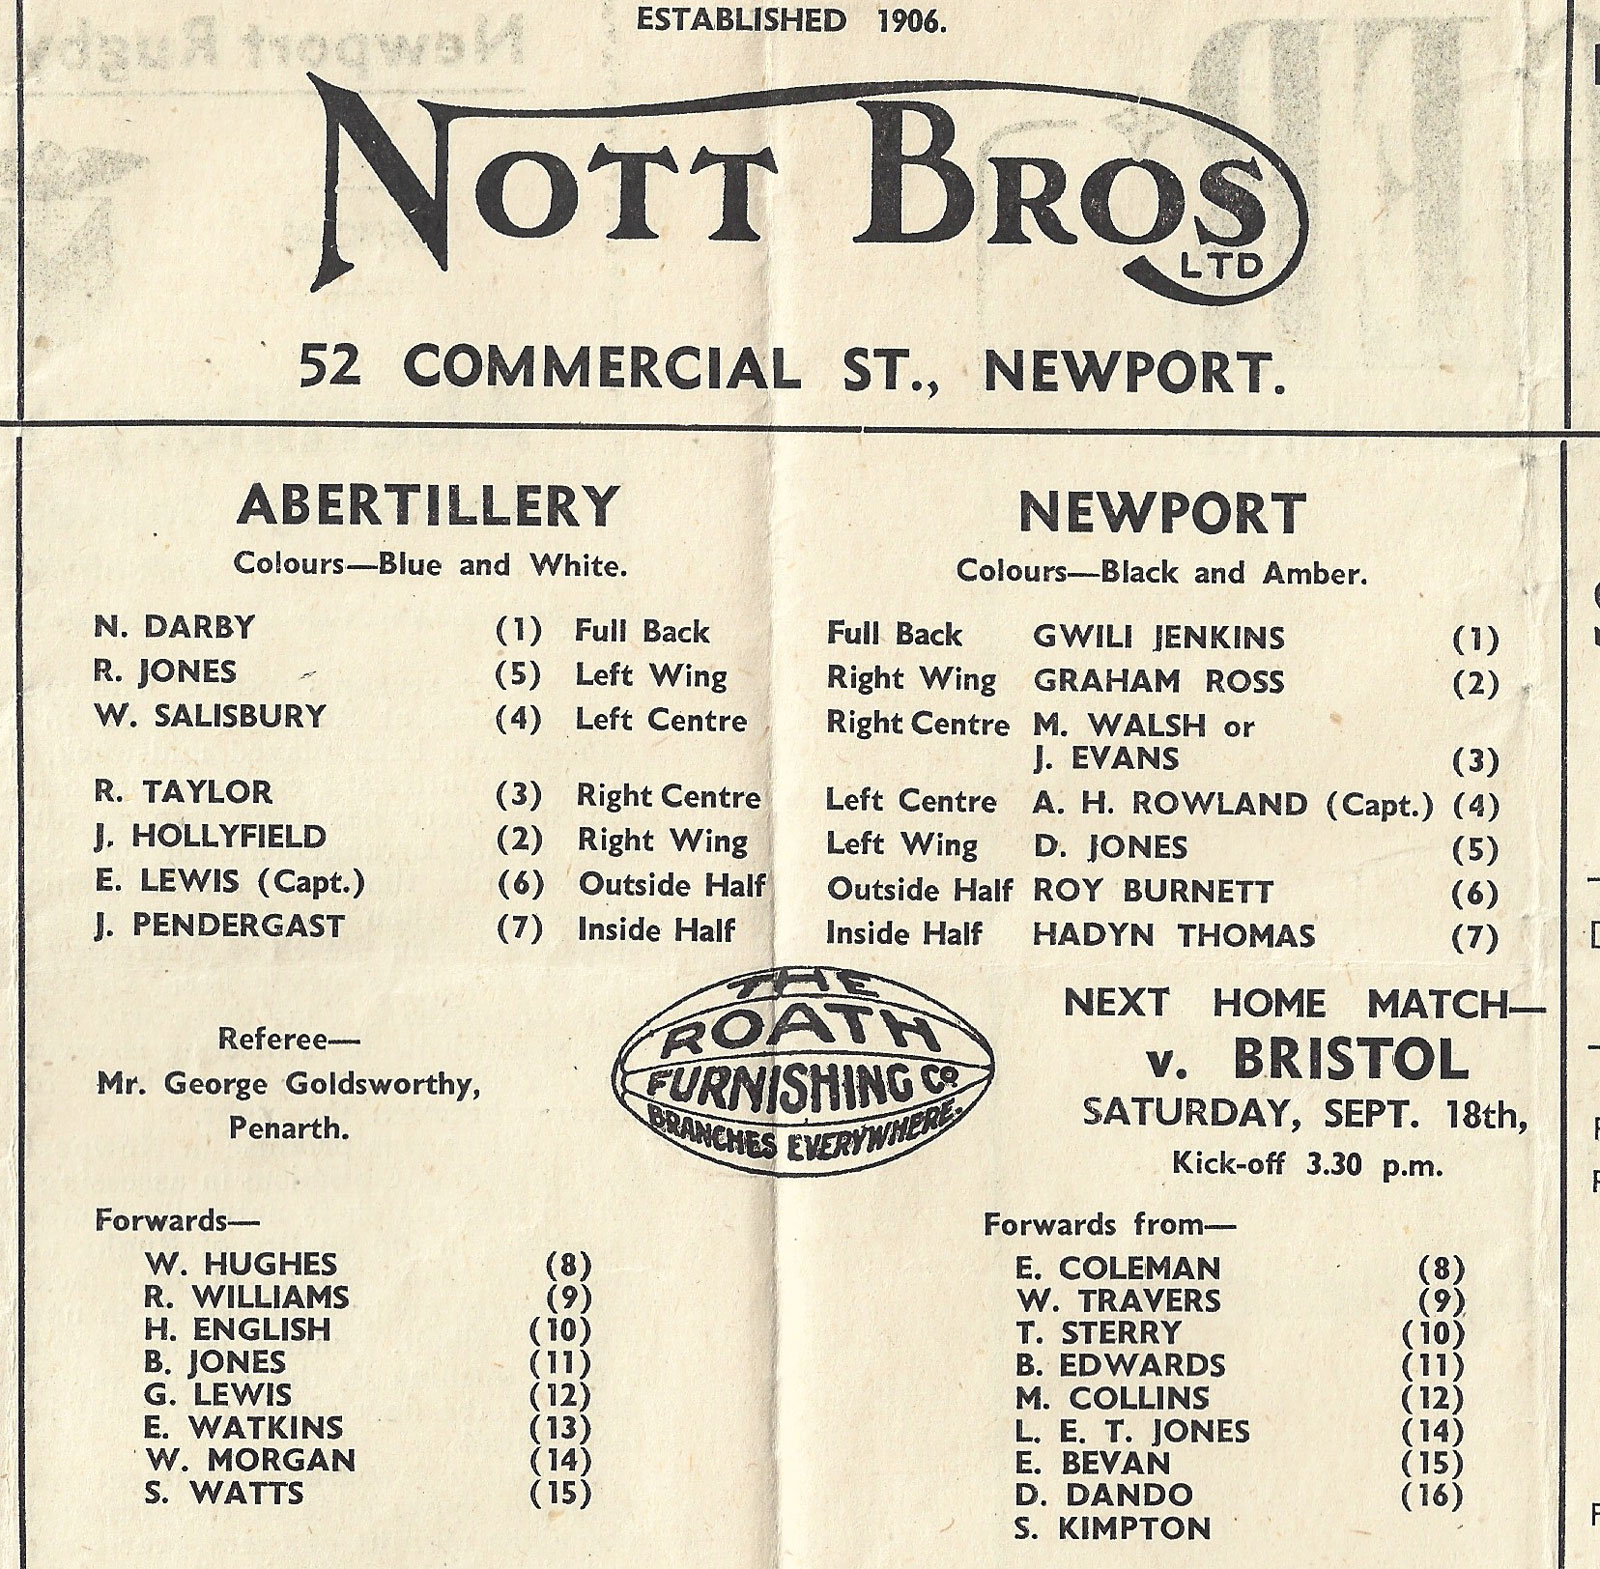 ESTABLISHED 1906.
NOTT BROS
LTD
52 COMMERCIAL ST., NEWPORT.
ABERTILLERY
Colours—Blue and White.
N. DARBY (1) Full Back
R. JONES (5) Left Wing
W. SALISBURY (4) Left Centre
R. TAYLOR (3) Right Centre
J. HOLLYFIELD (2) Right Wing
E. LEWIS (Capt.) (6) Outside Half
J. PENDERGAST (7) Inside Half
NEWPORT
Colours—Black and Amber.
Full Back GWILI JENKINS (1)
Right Wing GRAHAM ROSS (2)
Right Centre M. WALSH or
J. EVANS (3)
Left Centre A. H. ROWLAND (Capt.) (4)
Left Wing D. JONES (5)
Outside Half ROY BURNETT (6)
Inside Half HADYN THOMAS (7)
Referee—
Mr. George Goldsworthy,
Penarth.
THE
ROATH
FURNISHING Co
BRANCHES EVERYWHERE.
NEXT HOME MATCH—
v. BRISTOL
SATURDAY, SEPT. 18th,
Kick-off 3.30 p.m.
Forwards—
W. HUGHES (8)
R. WILLIAMS (9)
H. ENGLISH (10)
B. JONES (11)
G. LEWIS (12)
E. WATKINS (13)
W. MORGAN (14)
S. WATTS (15)
Forwards from—
E. COLEMAN (8)
W. TRAVERS (9)
T. STERRY (10)
B. EDWARDS (11)
M. COLLINS (12)
L. E. T. JONES (14)
E. BEVAN (15)
D. DANDO (16)
S. KIMPTON